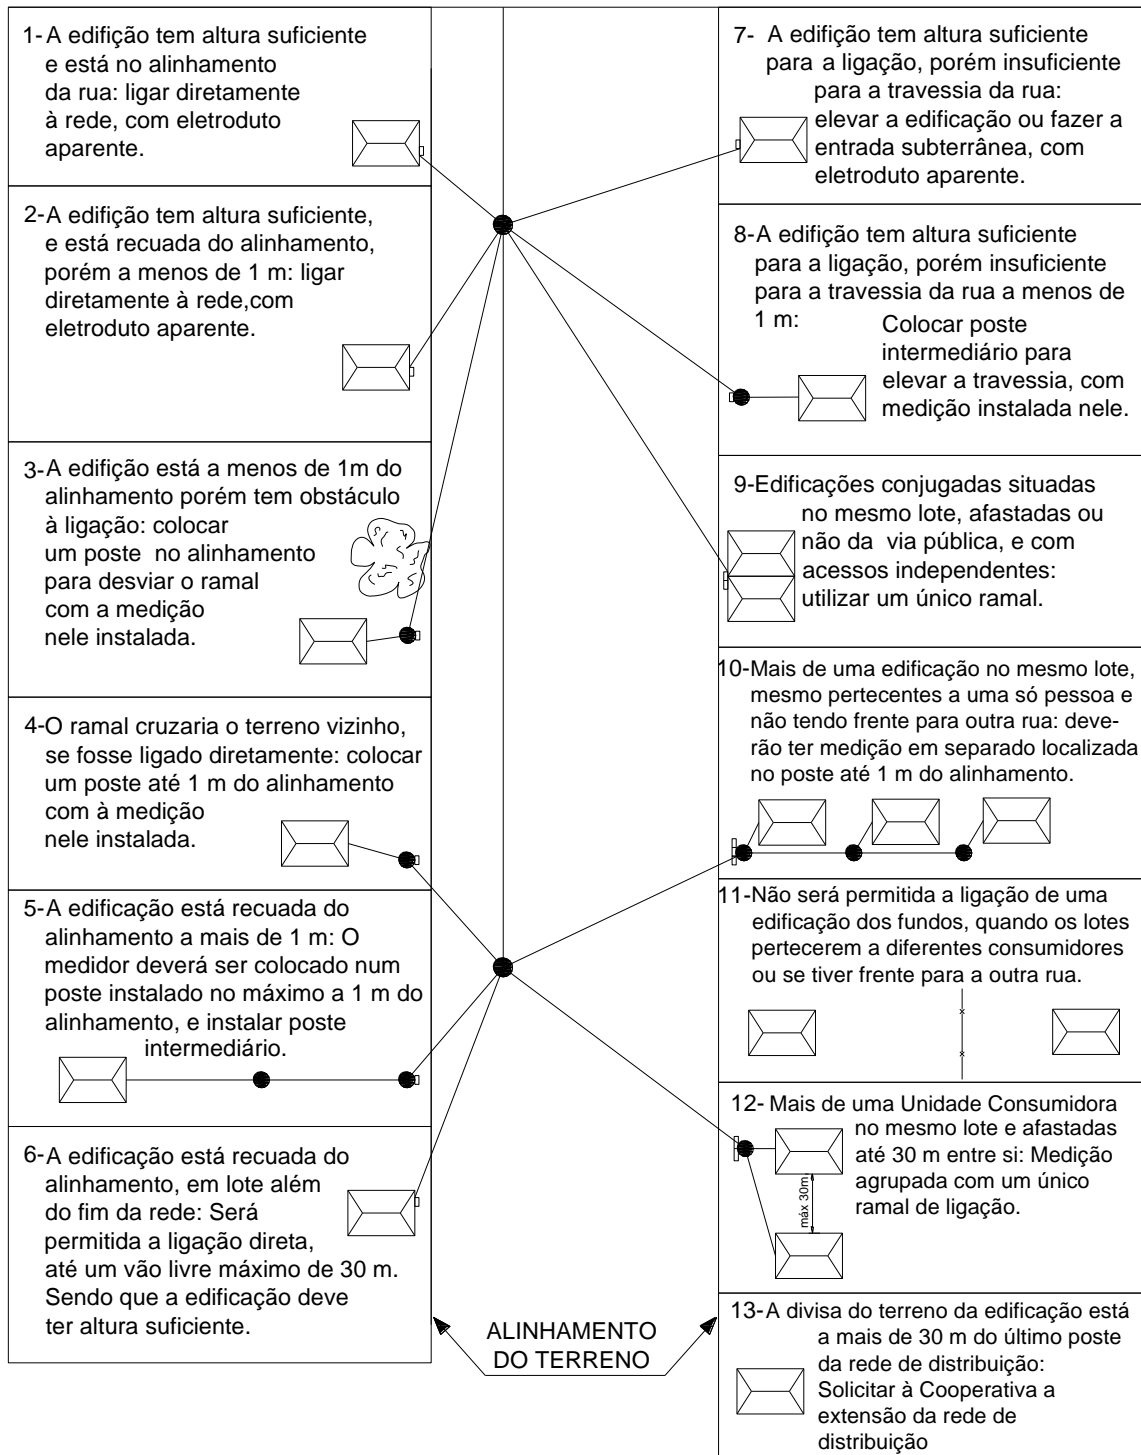 1- A edifição tem altura suficiente
e está no alinhamento
da rua: ligar diretamente
à rede, com eletroduto
aparente.
2-A edifição tem altura suficiente,
e está recuada do alinhamento,
porém a menos de 1 m: ligar
diretamente à rede,com
eletroduto aparente.
3-A edifição está a menos de 1m do
alinhamento porém tem obstáculo
à ligação: colocar
um poste no alinhamento
para desviar o ramal
com a medição
nele instalada.
4-O ramal cruzaria o terreno vizinho,
se fosse ligado diretamente: colocar
um poste até 1 m do alinhamento
com à medição
nele instalada.
5-A edificação está recuada do
alinhamento a mais de 1 m: O
medidor deverá ser colocado num
poste instalado no máximo a 1 m do
alinhamento, e instalar poste
intermediário.
6-A edificação está recuada do
alinhamento, em lote além
do fim da rede: Será
permitida a ligação direta,
até um vão livre máximo de 30 m.
Sendo que a edificação deve
ter altura suficiente.
ALINHAMENTO
DO TERRENO
7- A edifição tem altura suficiente
para a ligação, porém insuficiente
para a travessia da rua:
elevar a edificação ou fazer a
entrada subterrânea, com
eletroduto aparente.
8-A edifição tem altura suficiente
para a ligação, porém insuficiente
para a travessia da rua a menos de
1 m:
Colocar poste
intermediário para
elevar a travessia, com
medição instalada nele.
9-Edificações conjugadas situadas
no mesmo lote, afastadas ou
não da via pública, e com
acessos independentes:
utilizar um único ramal.
10-Mais de uma edificação no mesmo lote,
mesmo pertecentes a uma só pessoa e
não tendo frente para outra rua: deve-
rão ter medição em separado localizada
no poste até 1 m do alinhamento.
11-Não será permitida a ligação de uma
edificação dos fundos, quando os lotes
pertecerem a diferentes consumidores
ou se tiver frente para a outra rua.
12- Mais de uma Unidade Consumidora
no mesmo lote e afastadas
até 30 m entre si: Medição
agrupada com um único
ramal de ligação.
máx 30m
13-A divisa do terreno da edificação está
a mais de 30 m do último poste
da rede de distribuição:
Solicitar à Cooperativa a
extensão da rede de
distribuição